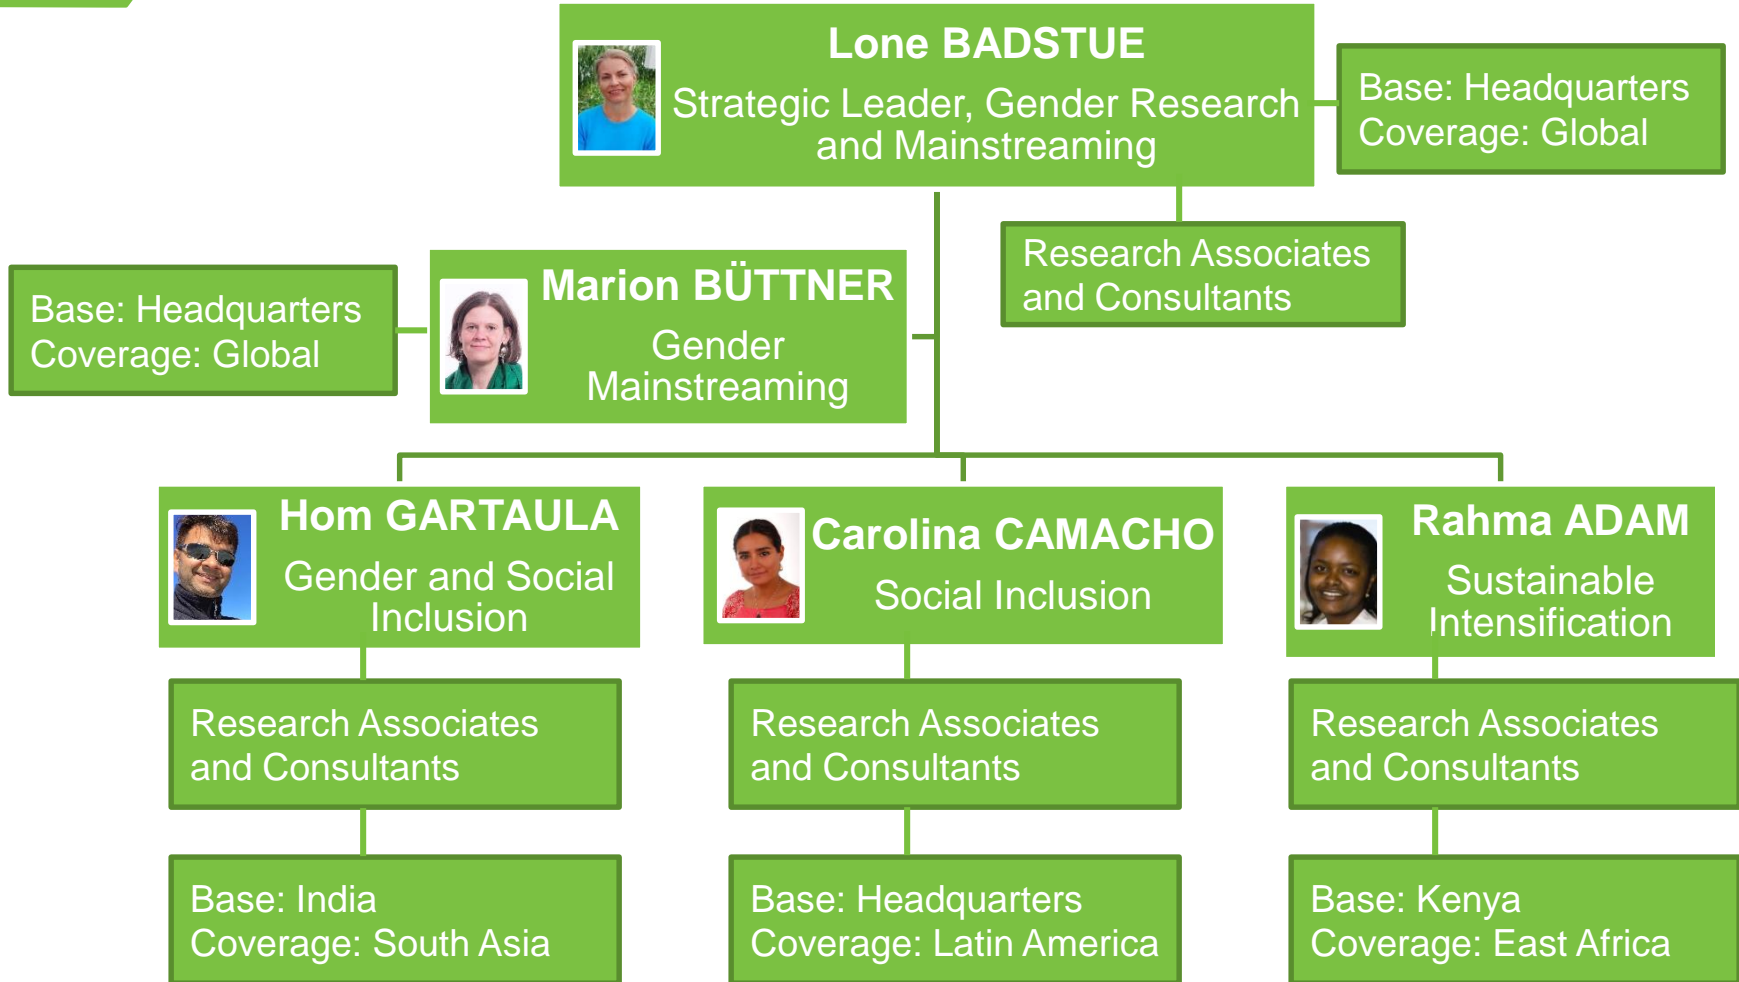 Lone BADSTUE
Strategic Leader, Gender Research
and Mainstreaming
Base: Headquarters
Coverage: Global
Research Associates
and Consultants
Marion BÜTTNER
Gender
Mainstreaming
Base: Headquarters
Coverage: Global
Hom GARTAULA
Gender and Social
Inclusion
Research Associates
and Consultants
Base: India
Coverage: South Asia
Carolina CAMACHO
Social Inclusion
Research Associates
and Consultants
Base: Headquarters
Coverage: Latin America
Rahma ADAM
Sustainable
Intensification
Research Associates
and Consultants
Base: Kenya
Coverage: East Africa